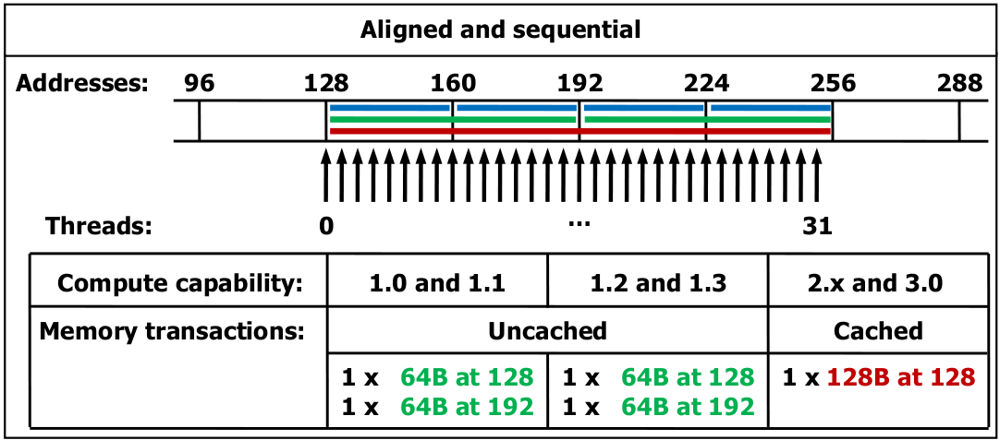 Aligned and sequential
Addresses: 96 128 160 192 224 256 288
Threads: 0 ... 31
Compute capability: 1.0 and 1.1 1.2 and 1.3 2.x and 3.0
Memory transactions: Uncached Cached
1 x 64B at 128 1 x 64B at 128 1 x 128B at 128
1 x 64B at 192 1 x 64B at 192